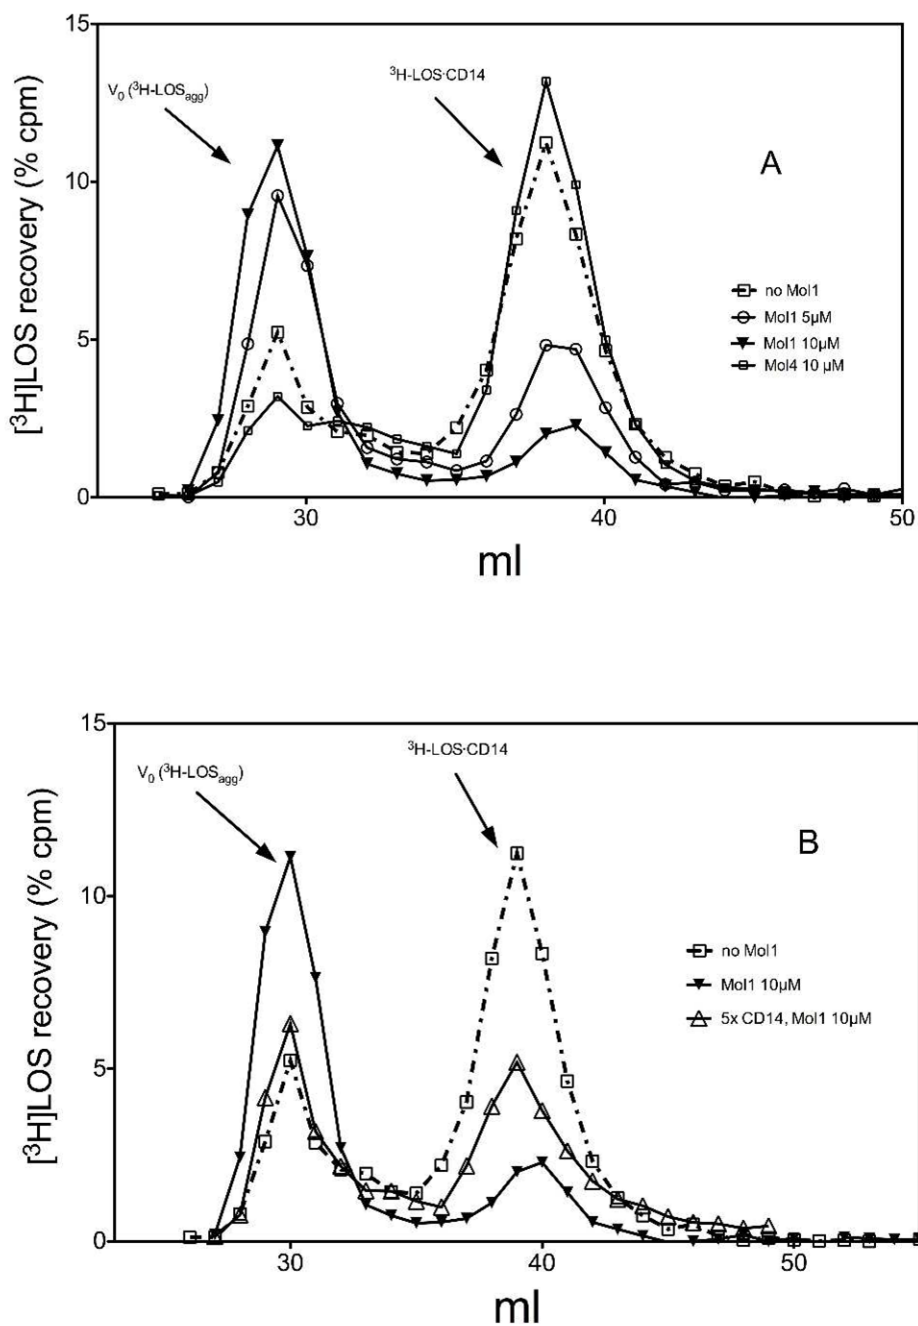 15
10
5
0
[³H]LOS recovery (% cpm)
V₀ (³H-LOSagg)
³H-LOS·CD14
A
no Mol1
Mol1 5µM
Mol1 10µM
Mol4 10 µM
30 40 50
ml
15
10
5
0
[³H]LOS recovery (% cpm)
V₀ (³H-LOSagg)
³H-LOS·CD14
B
no Mol1
Mol1 10µM
5x CD14, Mol1 10µM
30 40 50
ml